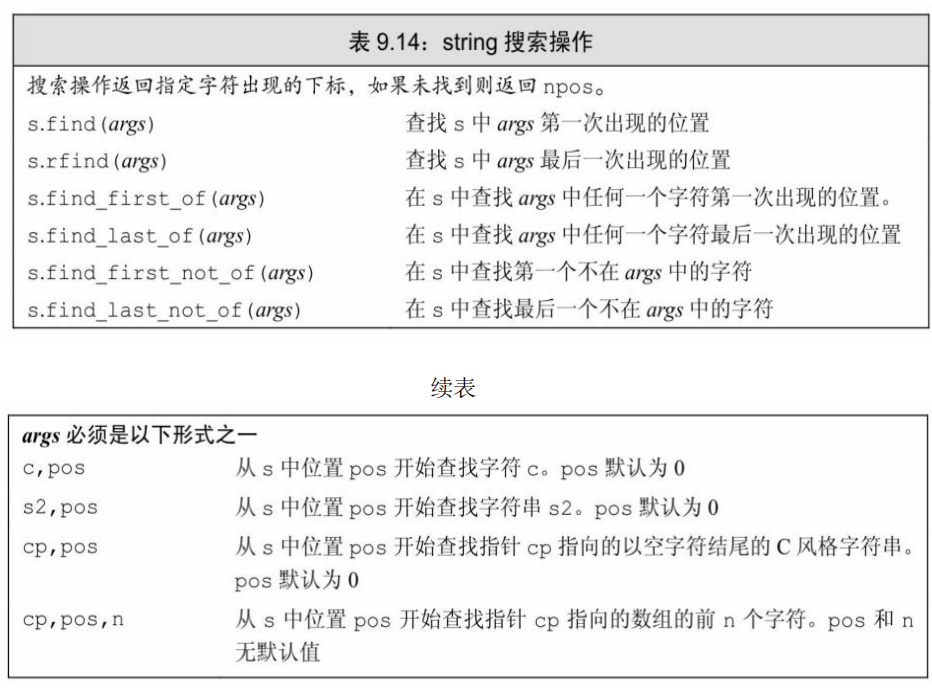 表 9.14：string 搜索操作
搜索操作返回指定字符出现的下标，如果未找到则返回 npos。
s.find(args) 查找 s 中 args 第一次出现的位置
s.rfind(args) 查找 s 中 args 最后一次出现的位置
s.find_first_of(args) 在 s 中查找 args 中任何一个字符第一次出现的位置。
s.find_last_of(args) 在 s 中查找 args 中任何一个字符最后一次出现的位置
s.find_first_not_of(args) 在 s 中查找第一个不在 args 中的字符
s.find_last_not_of(args) 在 s 中查找最后一个不在 args 中的字符
续表
args 必须是以下形式之一
c,pos 从 s 中位置 pos 开始查找字符 c。pos 默认为 0
s2,pos 从 s 中位置 pos 开始查找字符串 s2。pos 默认为 0
cp,pos 从 s 中位置 pos 开始查找指针 cp 指向的以空字符结尾的 C 风格字符串。
pos 默认为 0
cp,pos,n 从 s 中位置 pos 开始查找指针 cp 指向的数组的前 n 个字符。pos 和 n
无默认值